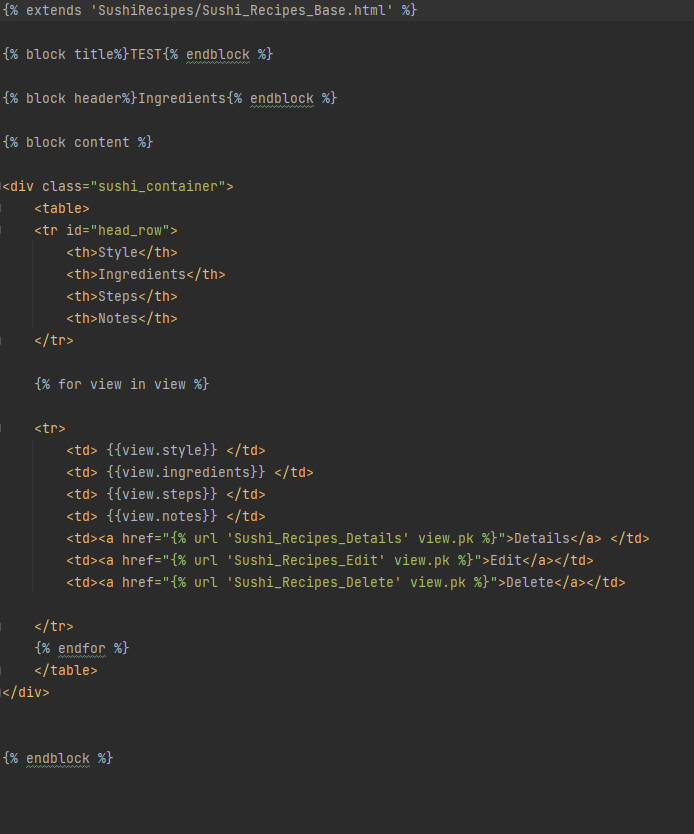 {% extends 'SushiRecipes/Sushi_Recipes_Base.html' %}
{% block title%}TEST{% endblock %}
{% block header%}Ingredients{% endblock %}
{% block content %}
<div class="sushi_container">
    <table>
    <tr id="head_row">
        <th>Style</th>
        <th>Ingredients</th>
        <th>Steps</th>
        <th>Notes</th>
    </tr>
    {% for view in view %}
    <tr>
        <td> {{view.style}} </td>
        <td> {{view.ingredients}} </td>
        <td> {{view.steps}} </td>
        <td> {{view.notes}} </td>
        <td><a href="{% url 'Sushi_Recipes_Details' view.pk %}">Details</a> </td>
        <td><a href="{% url 'Sushi_Recipes_Edit' view.pk %}">Edit</a></td>
        <td><a href="{% url 'Sushi_Recipes_Delete' view.pk %}">Delete</a></td>
    </tr>
    {% endfor %}
    </table>
</div>
{% endblock %}